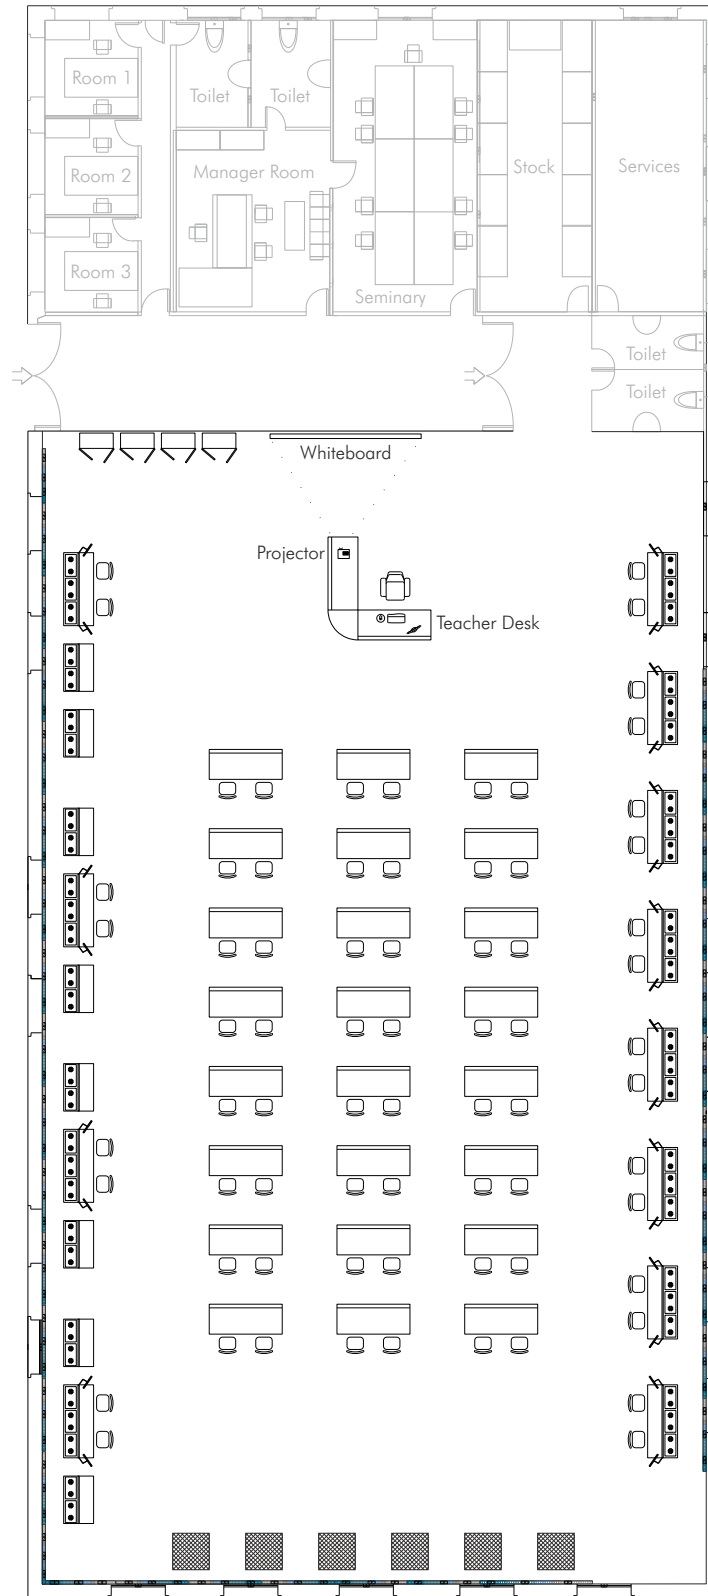 Room 1
Toilet
Toilet
Room 2
Manager Room
Stock
Services
Room 3
Seminary
Toilet
Toilet
Whiteboard
Projector
Teacher Desk